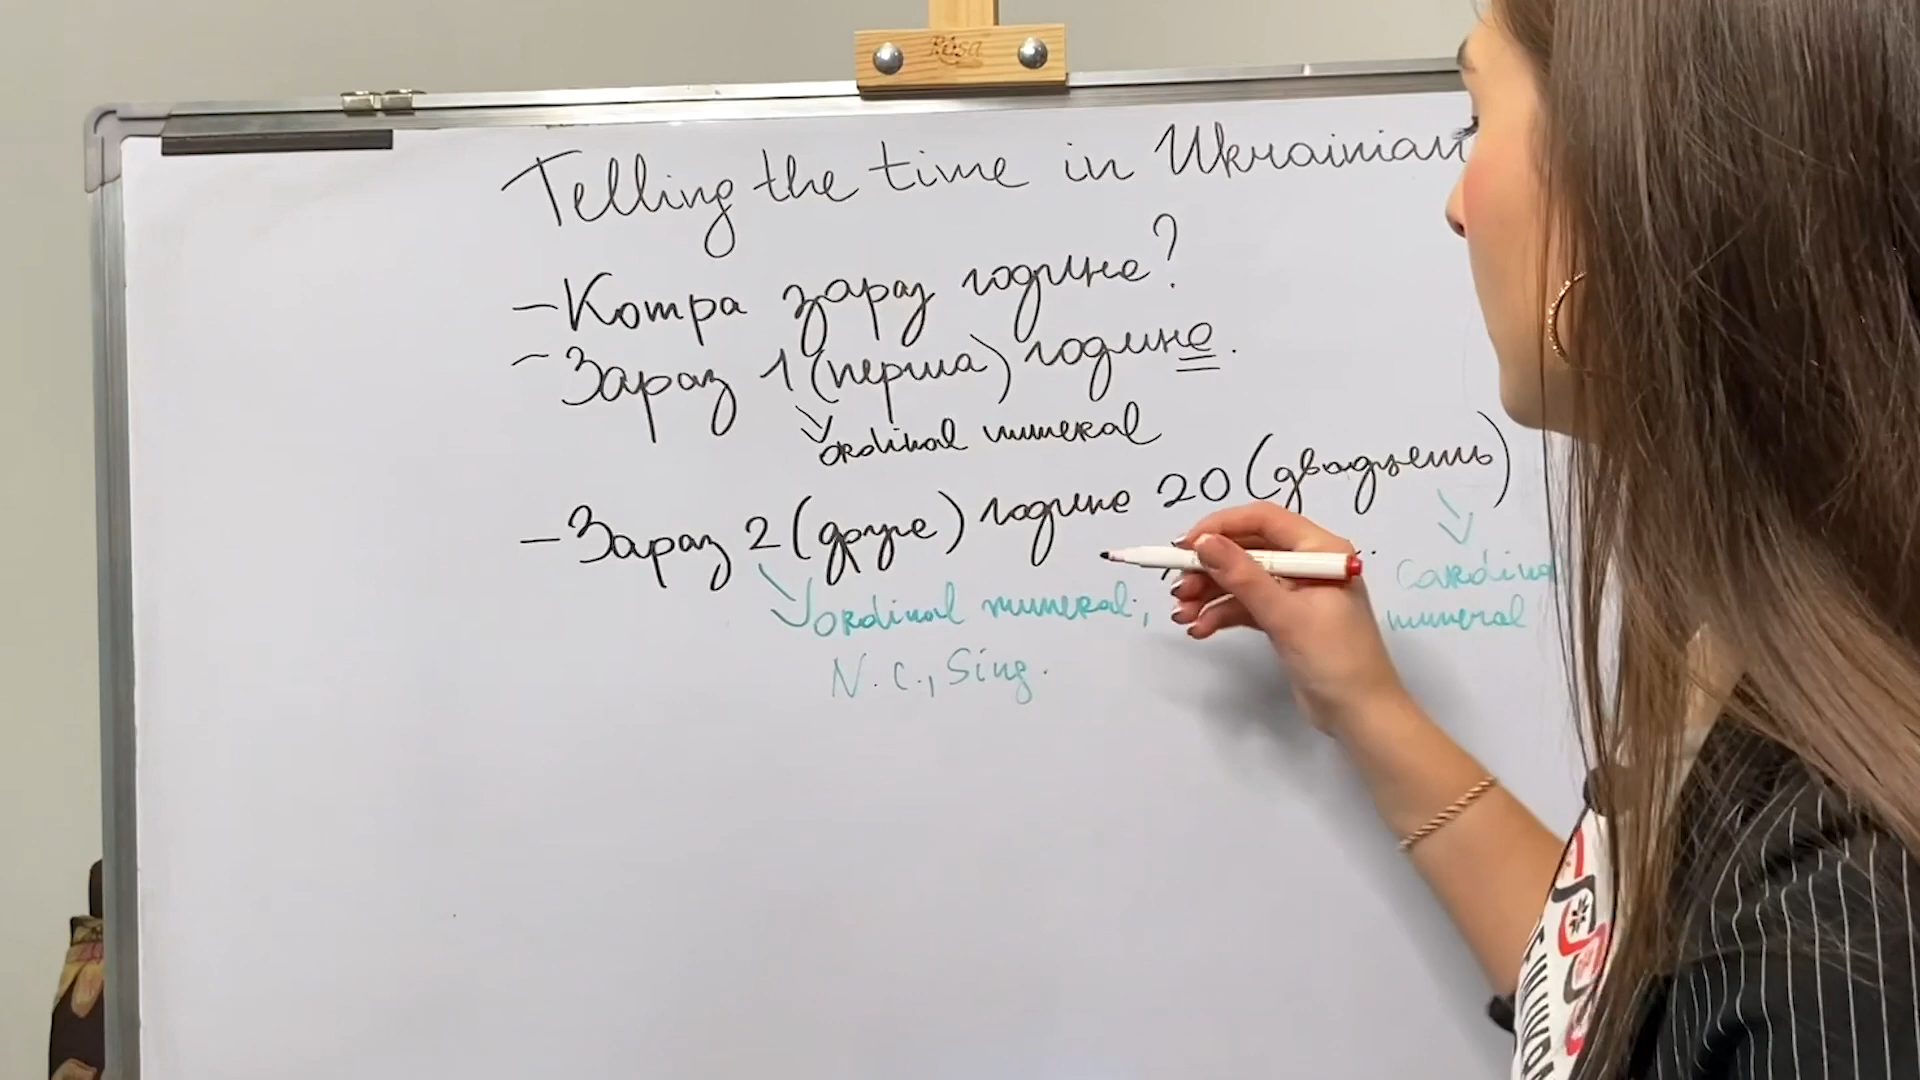 Rosa
Telling the time in Ukrainian
- Котра зараз година?
- Зараз 1 (перша) година.
ordinal numeral
- Зараз 2 (друга) година 20 (двадцять)
ordinal numeral;
N.c., Sing.
cardinal
numeral